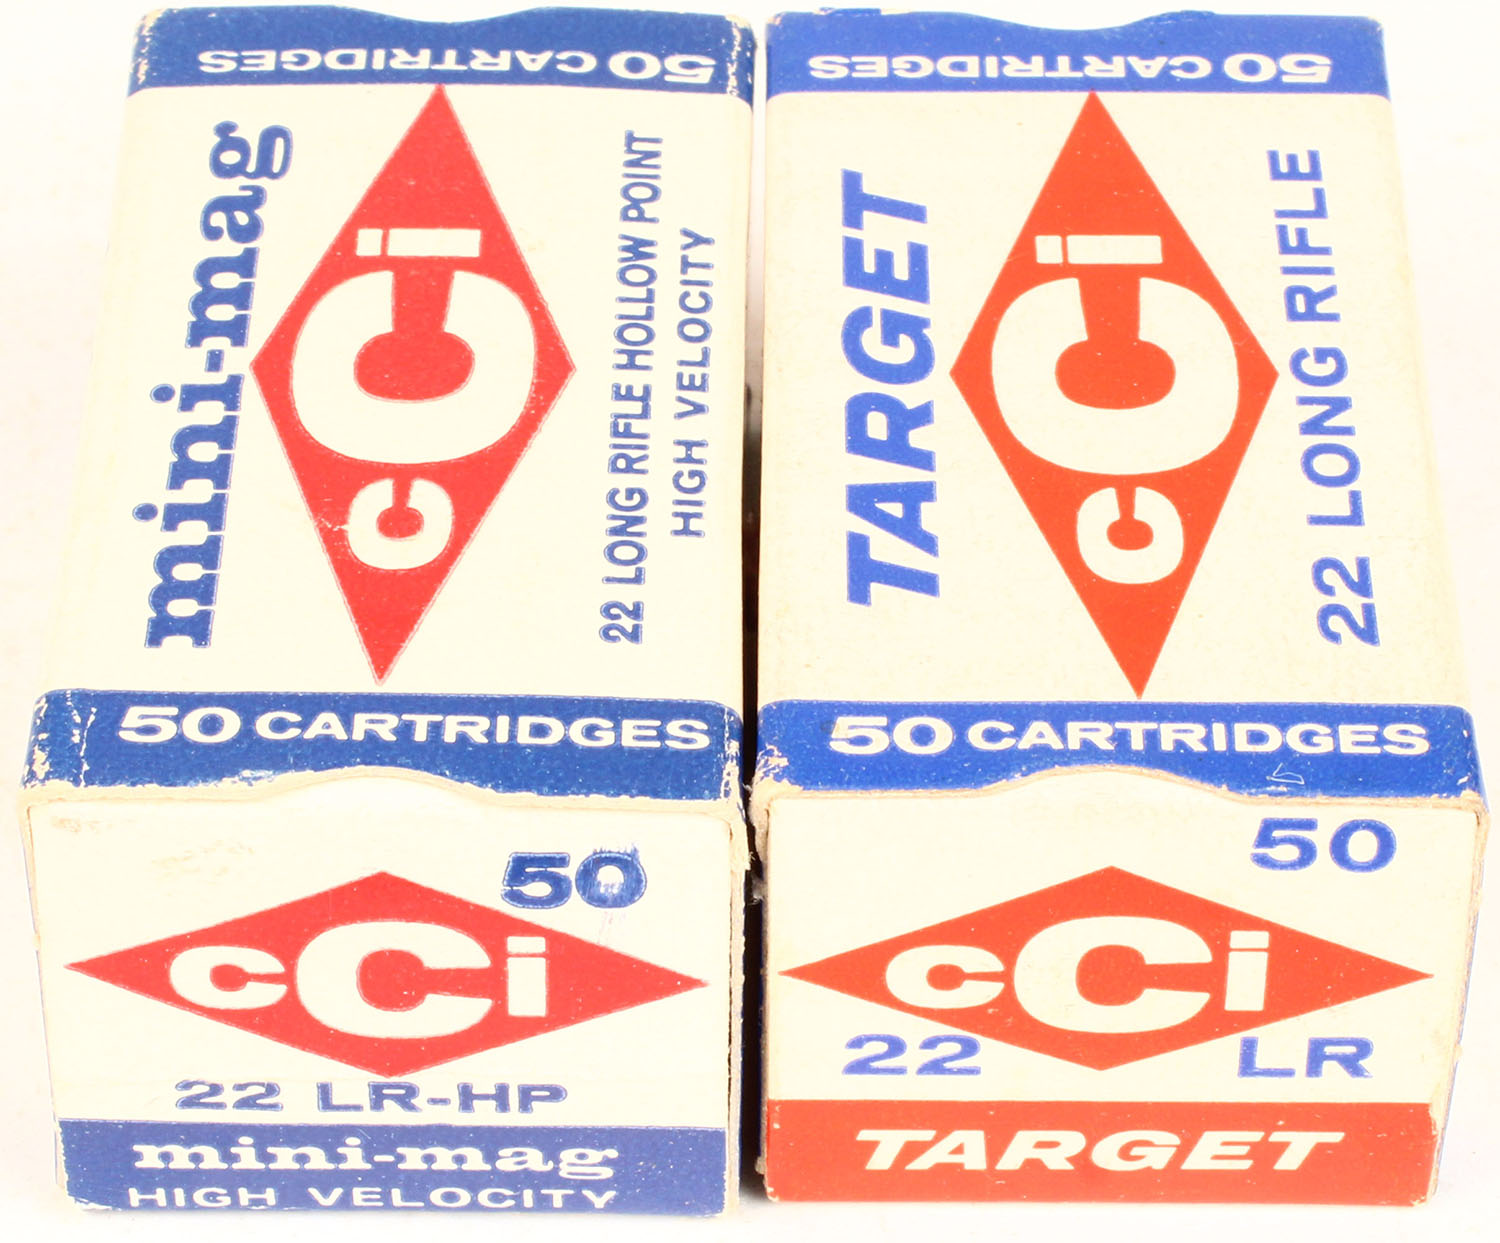 50 CARTRIDGES
mini-mag
cCi
22 LONG RIFLE HOLLOW POINT
HIGH VELOCITY
50 CARTRIDGES
50
cCi
22 LR-HP
mini-mag
HIGH VELOCITY
50 CARTRIDGES
TARGET
cCi
22 LONG RIFLE
50 CARTRIDGES
50
cCi
22 LR
TARGET